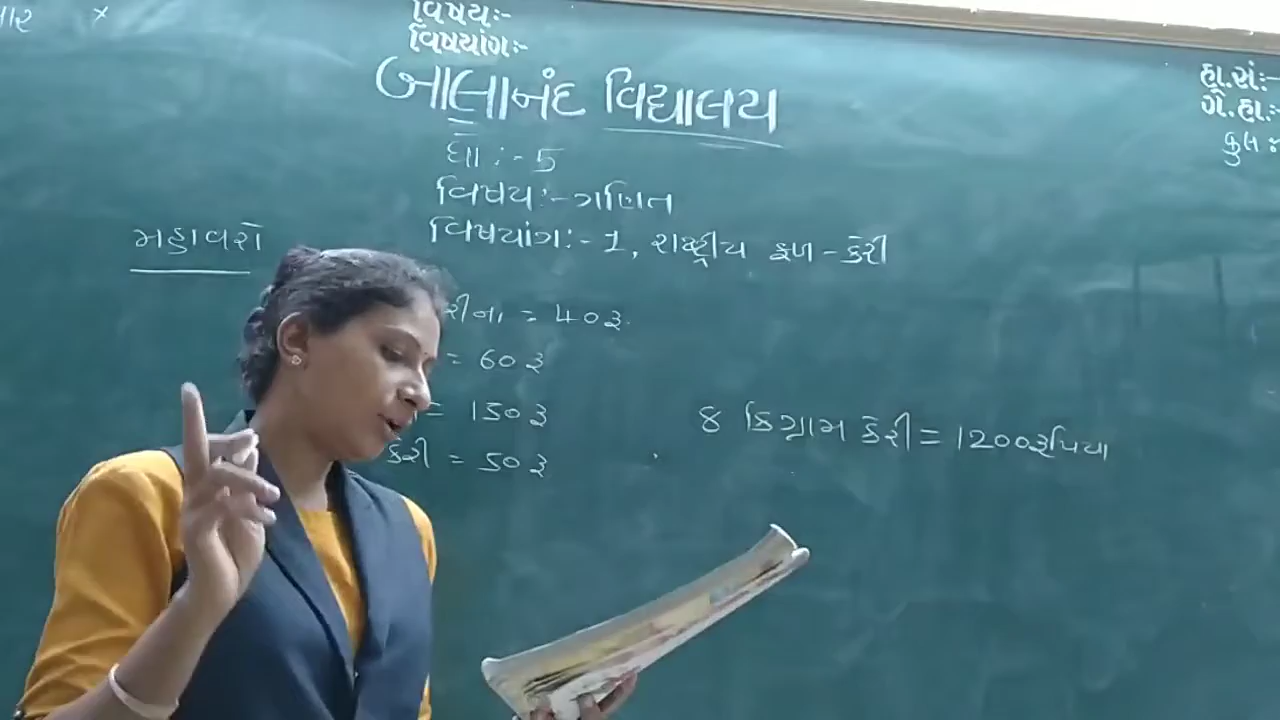 વિષય:-
વિષયાંગ:-
બાલાનંદ વિદ્યાલય
હા.સં:-
ગે.હા.:-
કુલ:
ધો:-5
વિષય:-ગણિત
વિષયાંગ:-1, રાષ્ટ્રીય ફળ-કેરી
મહાવરો
= 40રૂ.
= 60રૂ
= 150રૂ
કેરી = 50રૂ
8 કિગ્રામ કેરી = 1200રૂપિયા